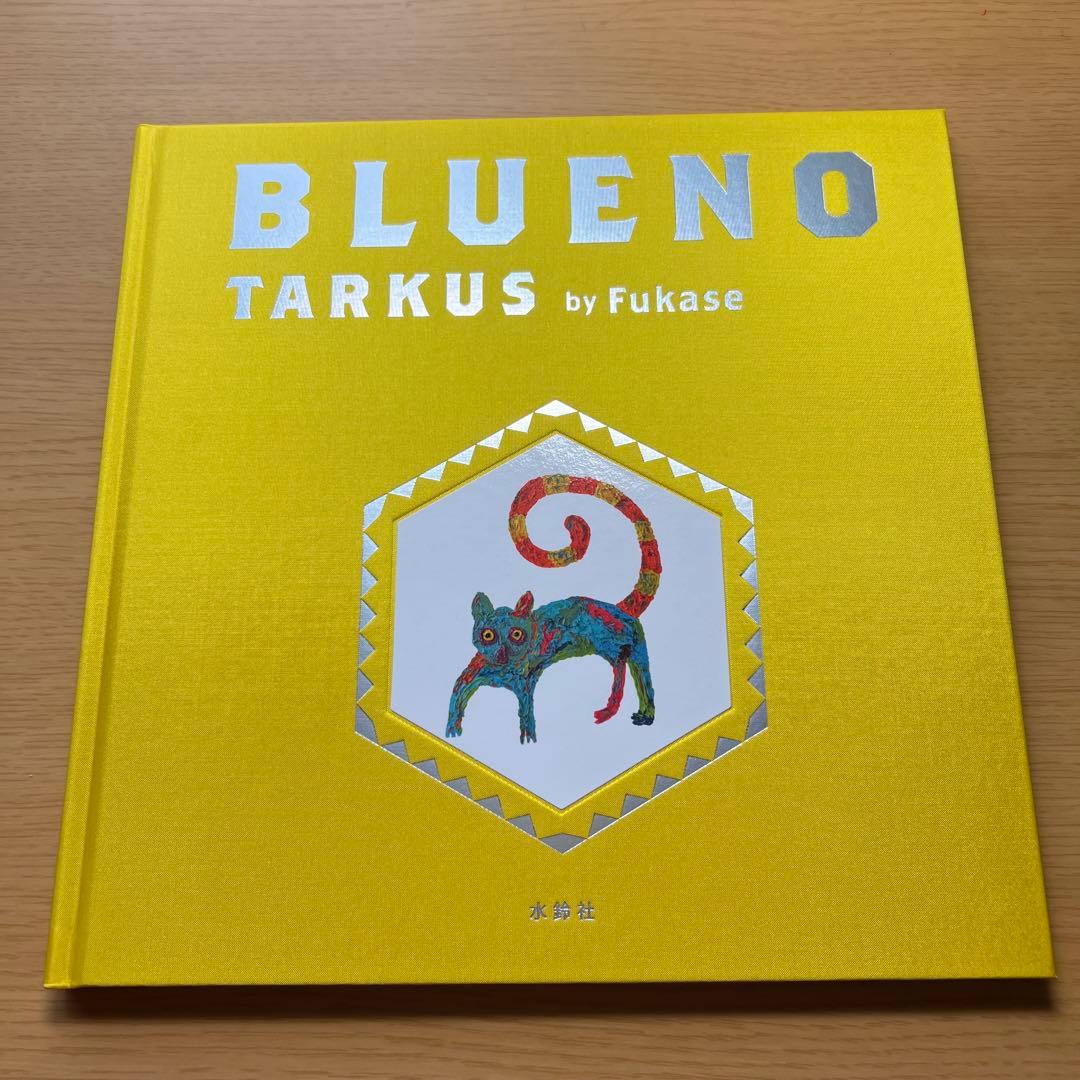 BLUENO
TARKUS by Fukase
水鈴社